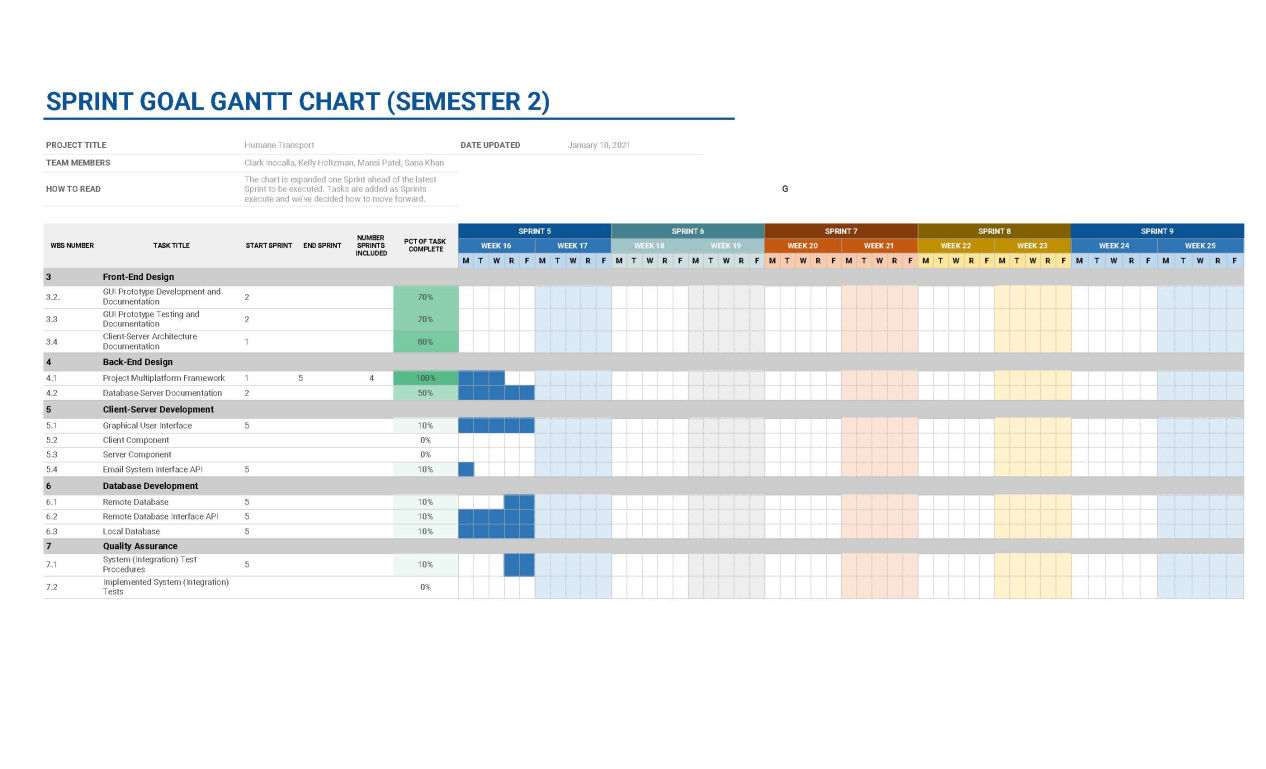 SPRINT GOAL GANTT CHART (SEMESTER 2)
PROJECT TITLE Humane Transport DATE UPDATED January 10, 2021
TEAM MEMBERS Clark Inocalla, Kelly Holtzman, Mansi Patel, Sana Khan
HOW TO READ
The chart is expanded one Sprint ahead of the latest
Sprint to be executed. Tasks are added as Sprints
execute and we've decided how to move forward.
G
WBS NUMBER TASK TITLE START SPRINT END SPRINT NUMBER SPRINTS INCLUDED PCT OF TASK COMPLETE
SPRINT 5 SPRINT 6 SPRINT 7 SPRINT 8 SPRINT 9
WEEK 16 WEEK 17 WEEK 18 WEEK 19 WEEK 20 WEEK 21 WEEK 22 WEEK 23 WEEK 24 WEEK 25
M T W R F M T W R F M T W R F M T W R F M T W R F M T W R F M T W R F M T W R F M T W R F M T W R F
3 Front-End Design
3.2. GUI Prototype Development and Documentation 2 70%
3.3 GUI Prototype Testing and Documentation 2 70%
3.4 Client-Server Architecture Documentation 1 80%
4 Back-End Design
4.1 Project Multiplatform Framework 1 5 4 100%
4.2 Database-Server Documentation 2 50%
5 Client-Server Development
5.1 Graphical User Interface 5 10%
5.2 Client Component 0%
5.3 Server Component 0%
5.4 Email System Interface API 5 10%
6 Database Development
6.1 Remote Database 5 10%
6.2 Remote Database Interface API 5 10%
6.3 Local Database 5 10%
7 Quality Assurance
7.1 System (Integration) Test Procedures 5 10%
7.2 Implemented System (Integration) Tests 0%